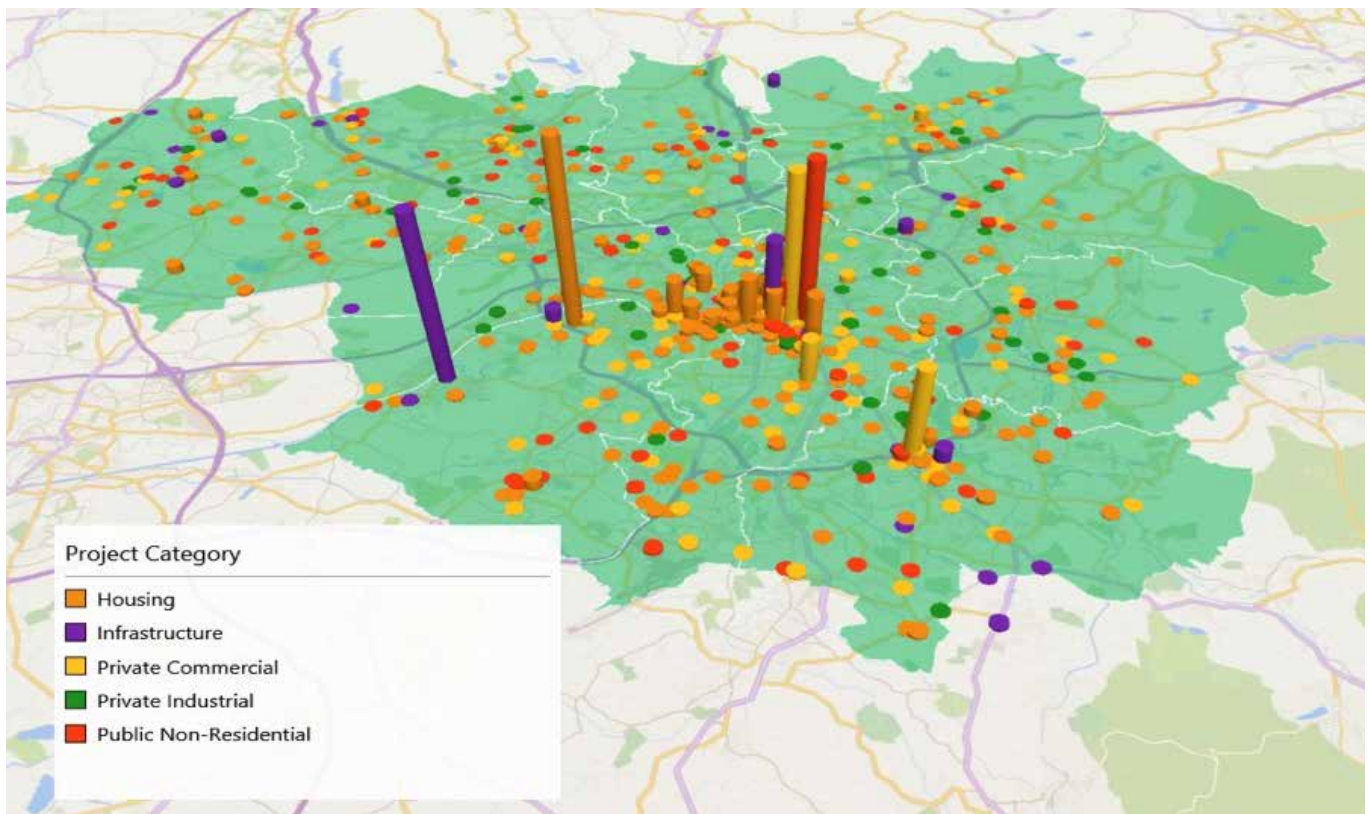 Project Category
Housing
Infrastructure
Private Commercial
Private Industrial
Public Non-Residential